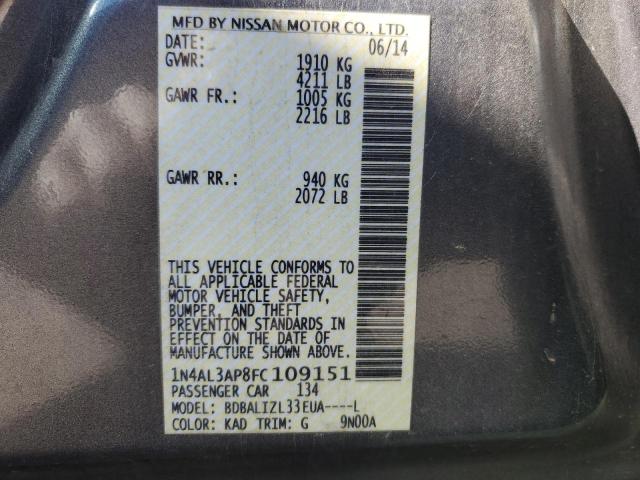 MFD BY NISSAN MOTOR CO., LTD.
DATE: 06/14
GVWR: 1910 KG
4211 LB
GAWR FR.: 1005 KG
2216 LB
GAWR RR.: 940 KG
2072 LB
THIS VEHICLE CONFORMS TO
ALL APPLICABLE FEDERAL
MOTOR VEHICLE SAFETY,
BUMPER, AND THEFT
PREVENTION STANDARDS IN
EFFECT ON THE DATE OF
MANUFACTURE SHOWN ABOVE.
1N4AL3AP8FC109151
PASSENGER CAR 134
MODEL: BDBALIZL33EUA----L
COLOR: KAD TRIM: G 9N00A